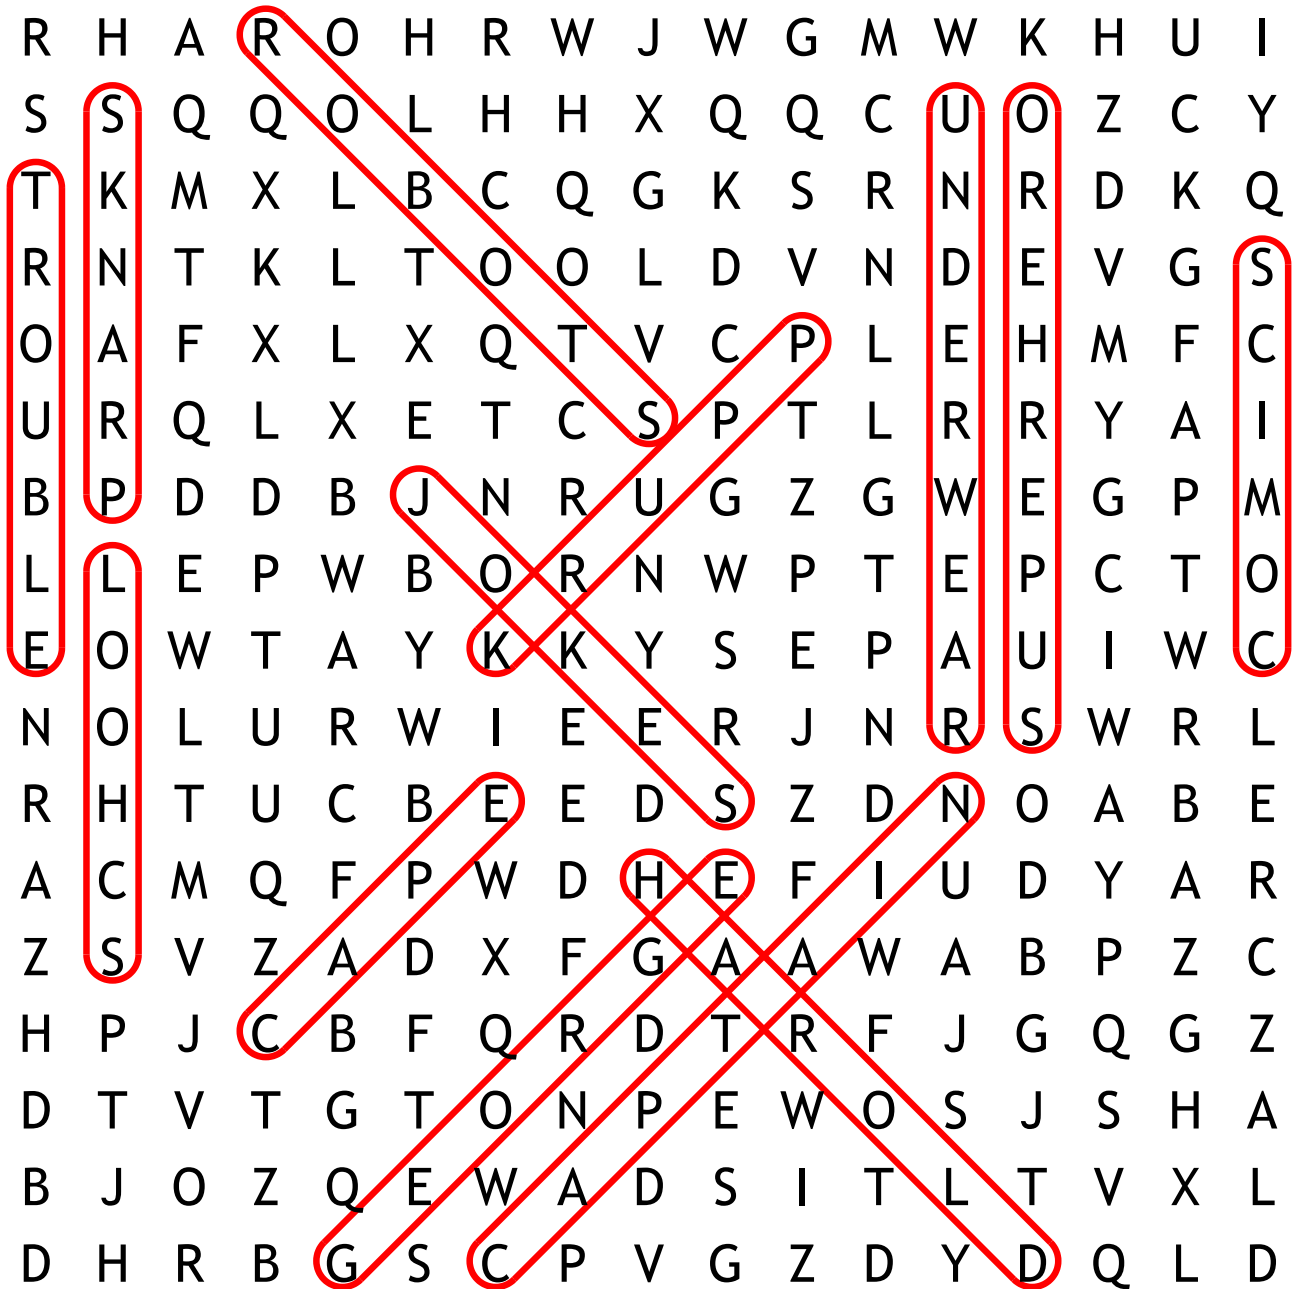 R H A R O H R W J W G M W K H U I
S S Q Q O L H H X Q Q C U O Z C Y
T K M X L B C Q G K S R N R D K Q
R N T K L T O O L D V N D E V G S
O A F X L X Q T V C P L E H M F C
U R Q L X E T C S P T L R R Y A I
B P D D B J N R U G Z G W E G P M
L L E P W B O R N W P T E P C T O
E O W T A Y K K Y S E P A U I W C
N O L U R W I E E R J N R S W R L
R H T U C B E E D S Z D N O A B E
A C M Q F P W D H E F I U D Y A R
Z S V Z A D X F G A A W A B P Z C
H P J C B F Q R D T R F J G Q G Z
D T V T G T O N P E W O S J S H A
B J O Z Q E W A D S I T L T V X L
D H R B G S C P V G Z D Y D Q L D